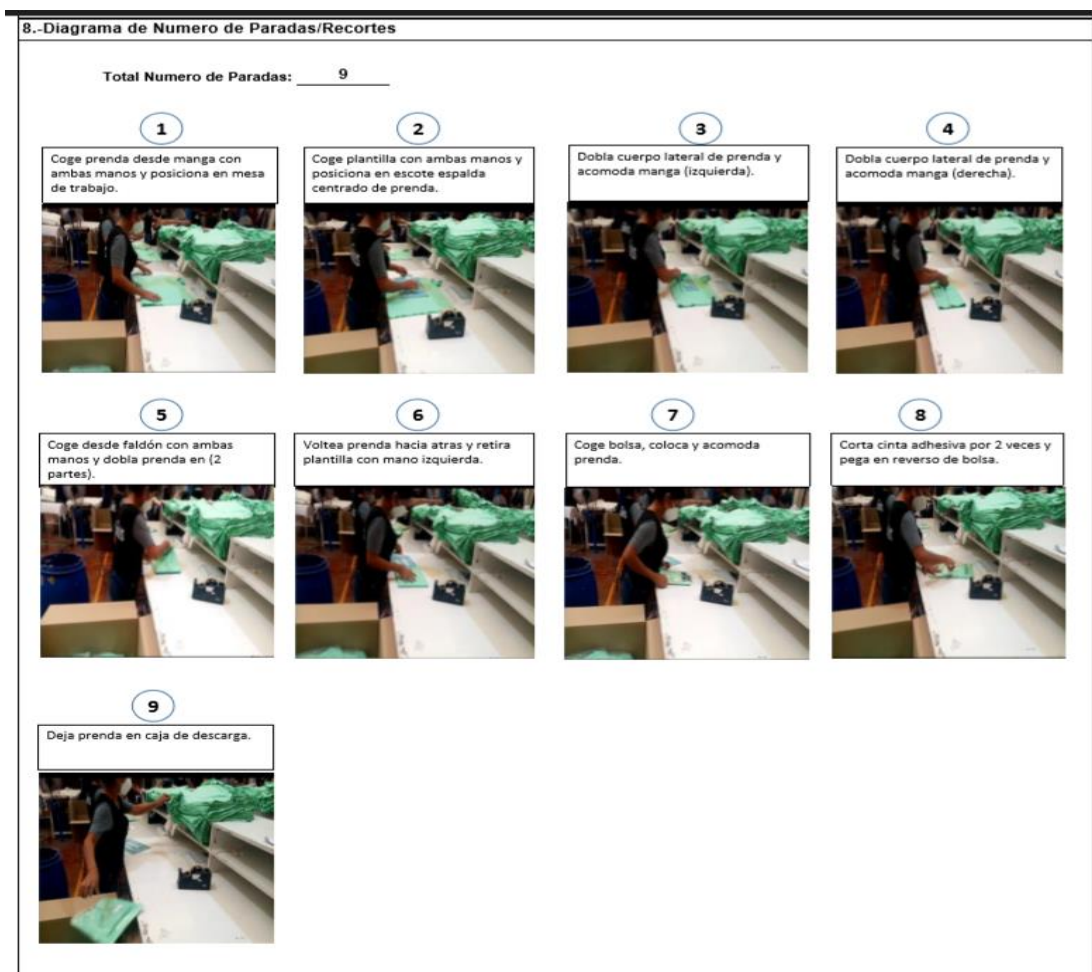 8.-Diagrama de Numero de Paradas/Recortes
Total Numero de Paradas: 9
1
Coge prenda desde manga con
ambas manos y posiciona en mesa
de trabajo.
2
Coge plantilla con ambas manos y
posiciona en escote espalda
centrado de prenda.
3
Dobla cuerpo lateral de prenda y
acomoda manga (izquierda).
4
Dobla cuerpo lateral de prenda y
acomoda manga (derecha).
5
Coge desde faldón con ambas
manos y dobla prenda en (2
partes).
6
Voltea prenda hacia atras y retira
plantilla con mano izquierda.
7
Coge bolsa, coloca y acomoda
prenda.
8
Corta cinta adhesiva por 2 veces y
pega en reverso de bolsa.
9
Deja prenda en caja de descarga.